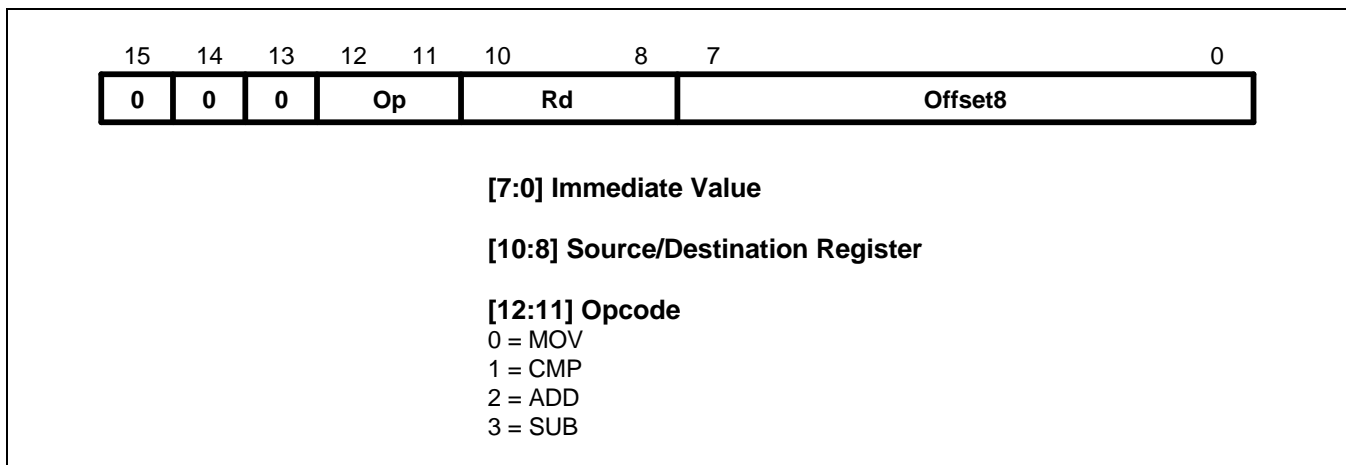 15 14 13 12 11 10 8 7 0
0 0 0 Op Rd Offset8
[7:0] Immediate Value
[10:8] Source/Destination Register
[12:11] Opcode
0 = MOV
1 = CMP
2 = ADD
3 = SUB